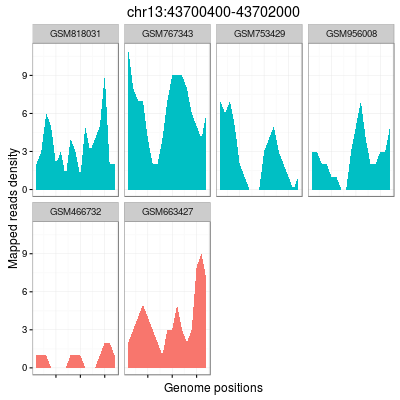 chr13:43700400-43702000
GSM818031 GSM767343 GSM753429 GSM956008
9
6
3
0
GSM466732 GSM663427
9
6
3
0
Mapped reads density
Genome positions